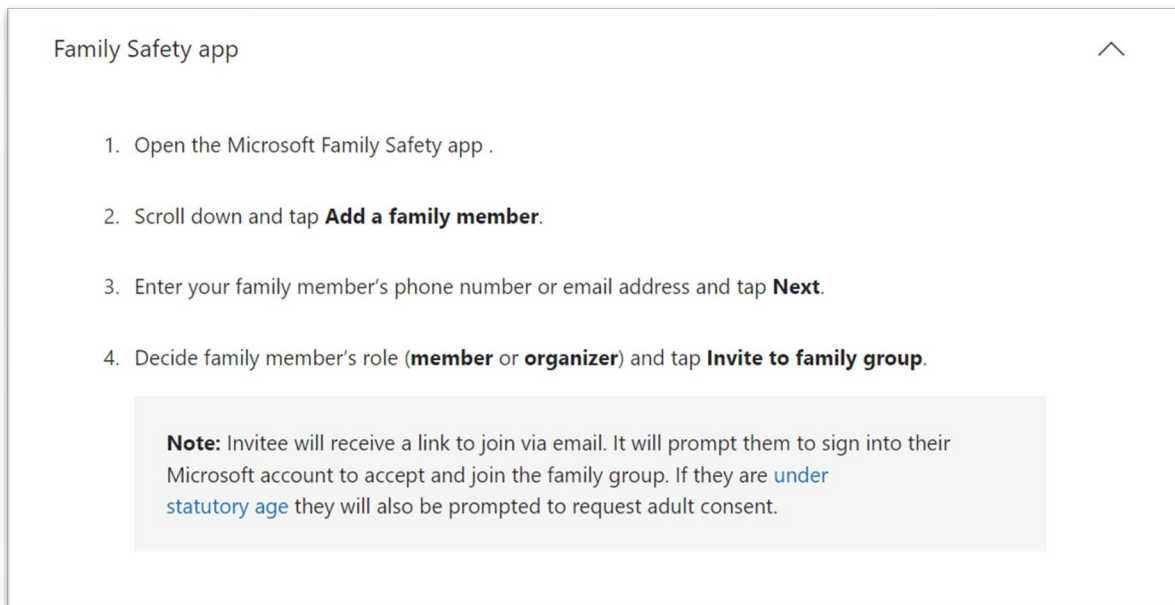 Family Safety app
1. Open the Microsoft Family Safety app .
2. Scroll down and tap Add a family member.
3. Enter your family member’s phone number or email address and tap Next.
4. Decide family member’s role (member or organizer) and tap Invite to family group.
Note: Invitee will receive a link to join via email. It will prompt them to sign into their
Microsoft account to accept and join the family group. If they are under
statutory age they will also be prompted to request adult consent.